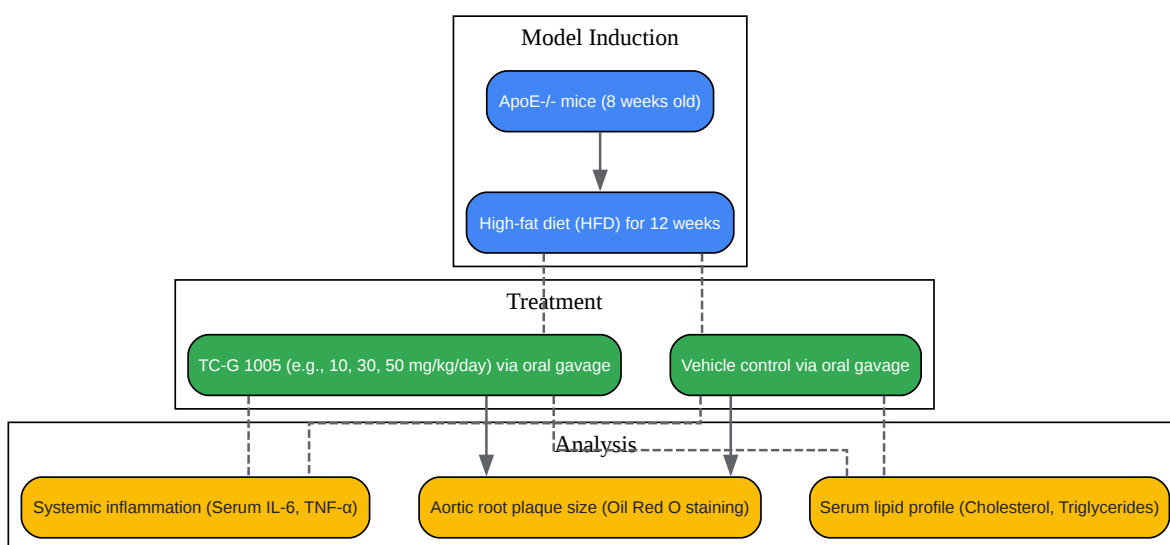 Model Induction
ApoE-/- mice (8 weeks old)
High-fat diet (HFD) for 12 weeks
Treatment
TC-G 1005 (e.g., 10, 30, 50 mg/kg/day) via oral gavage
Vehicle control via oral gavage
Analysis
Systemic inflammation (Serum IL-6, TNF-α)
Aortic root plaque size (Oil Red O staining)
Serum lipid profile (Cholesterol, Triglycerides)